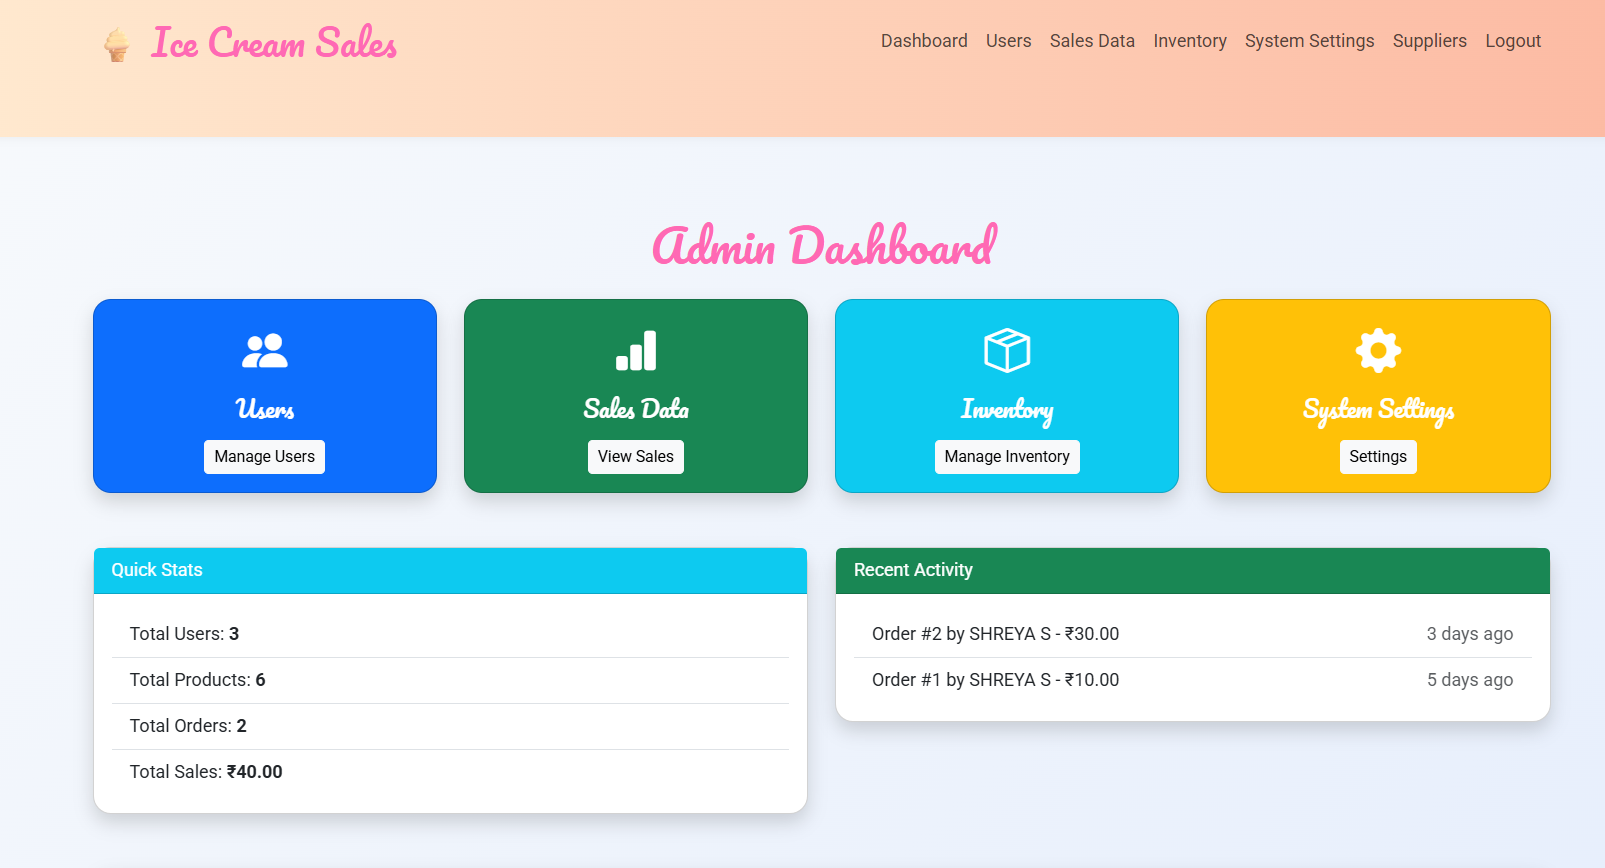 Ice Cream Sales
Dashboard Users Sales Data Inventory System Settings Suppliers Logout
Admin Dashboard
Users
Manage Users
Sales Data
View Sales
Inventory
Manage Inventory
System Settings
Settings
Quick Stats
Total Users: 3
Total Products: 6
Total Orders: 2
Total Sales: ₹40.00
Recent Activity
Order #2 by SHREYA S - ₹30.00 3 days ago
Order #1 by SHREYA S - ₹10.00 5 days ago